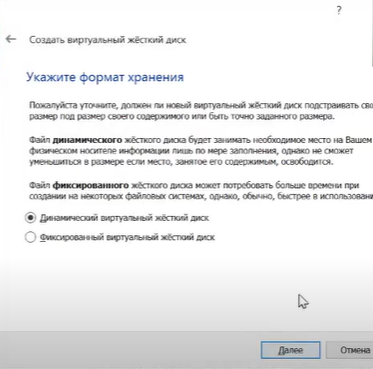 ?
Создать виртуальный жёсткий диск
Укажите формат хранения
Пожалуйста уточните, должен ли новый виртуальный жёсткий диск подстраивать сво
размер под размер своего содержимого или быть точно заданного размера.
Файл динамического жёсткого диска будет занимать необходимое место на Вашем
физическом носителе информации лишь по мере заполнения, однако не сможет
уменьшиться в размере если место, занятое его содержимым, освободится.
Файл фиксированного жёсткого диска может потребовать больше времени при
создании на некоторых файловых системах, однако, обычно, быстрее в использовани
Динамический виртуальный жёсткий диск
Фиксированный виртуальный жёсткий диск
Далее
Отмена